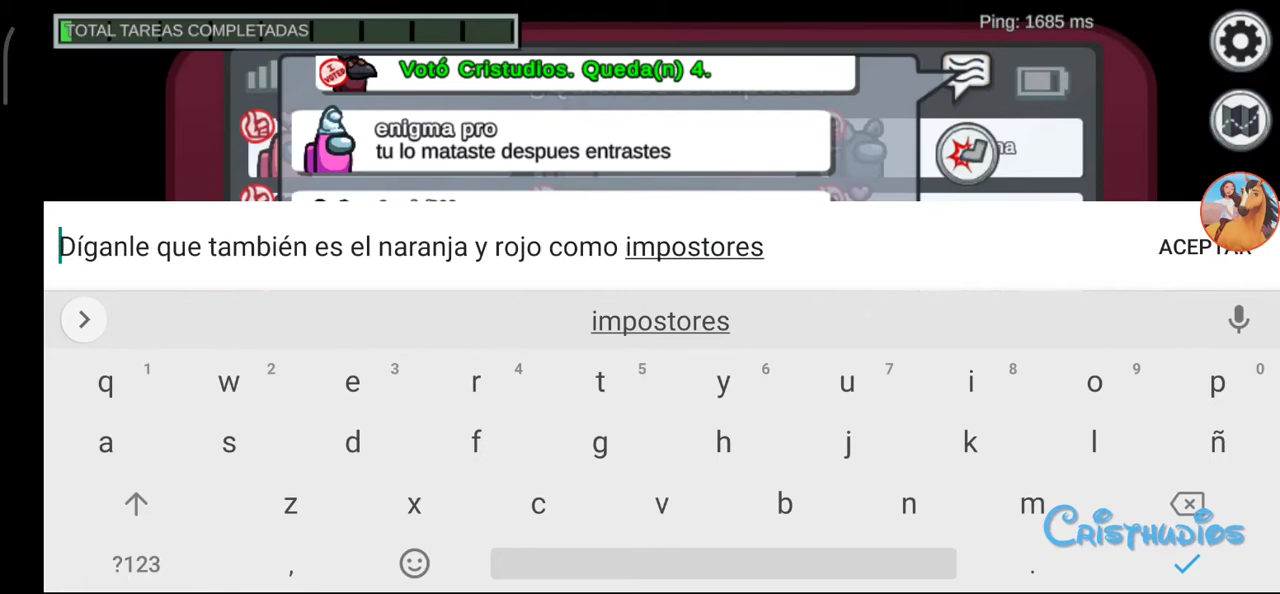 TOTAL TAREAS COMPLETADAS
Ping: 1685 ms
Votó Cristudios. Queda(n) 4.
I VOTED
enigma pro
tu lo mataste despues entrastes
Díganle que también es el naranja y rojo como impostores
ACEPTAR
impostores
1 2 3 4 5 6 7 8 9 0
q w e r t y u i o p
a s d f g h j k l ñ
z x c v b n m
CRISTHUDIOS
?123 , .